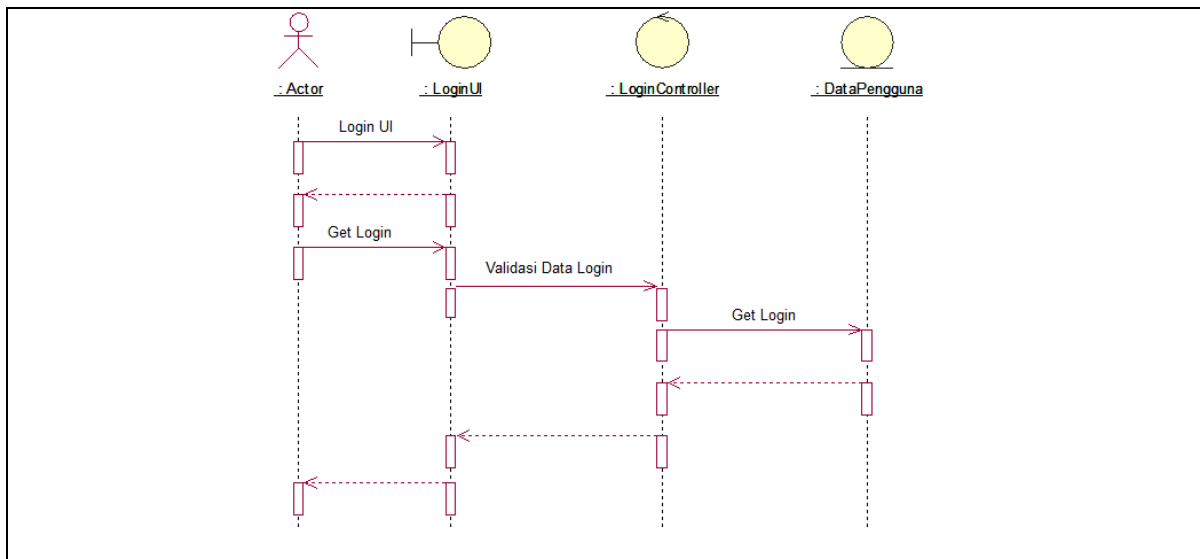 : Actor
: LoginUI
: LoginController
: DataPengguna
Login UI
Get Login
Validasi Data Login
Get Login